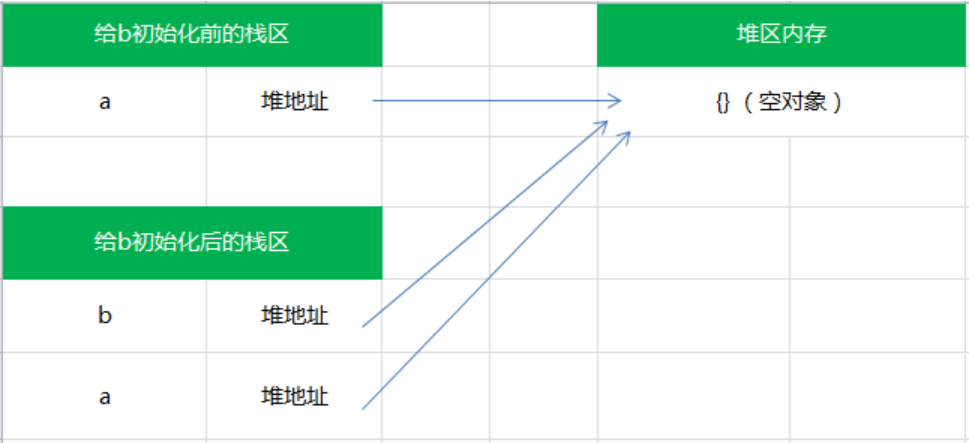 给b初始化前的栈区 堆区内存
a 堆地址 {}（空对象）
给b初始化后的栈区
b 堆地址
a 堆地址